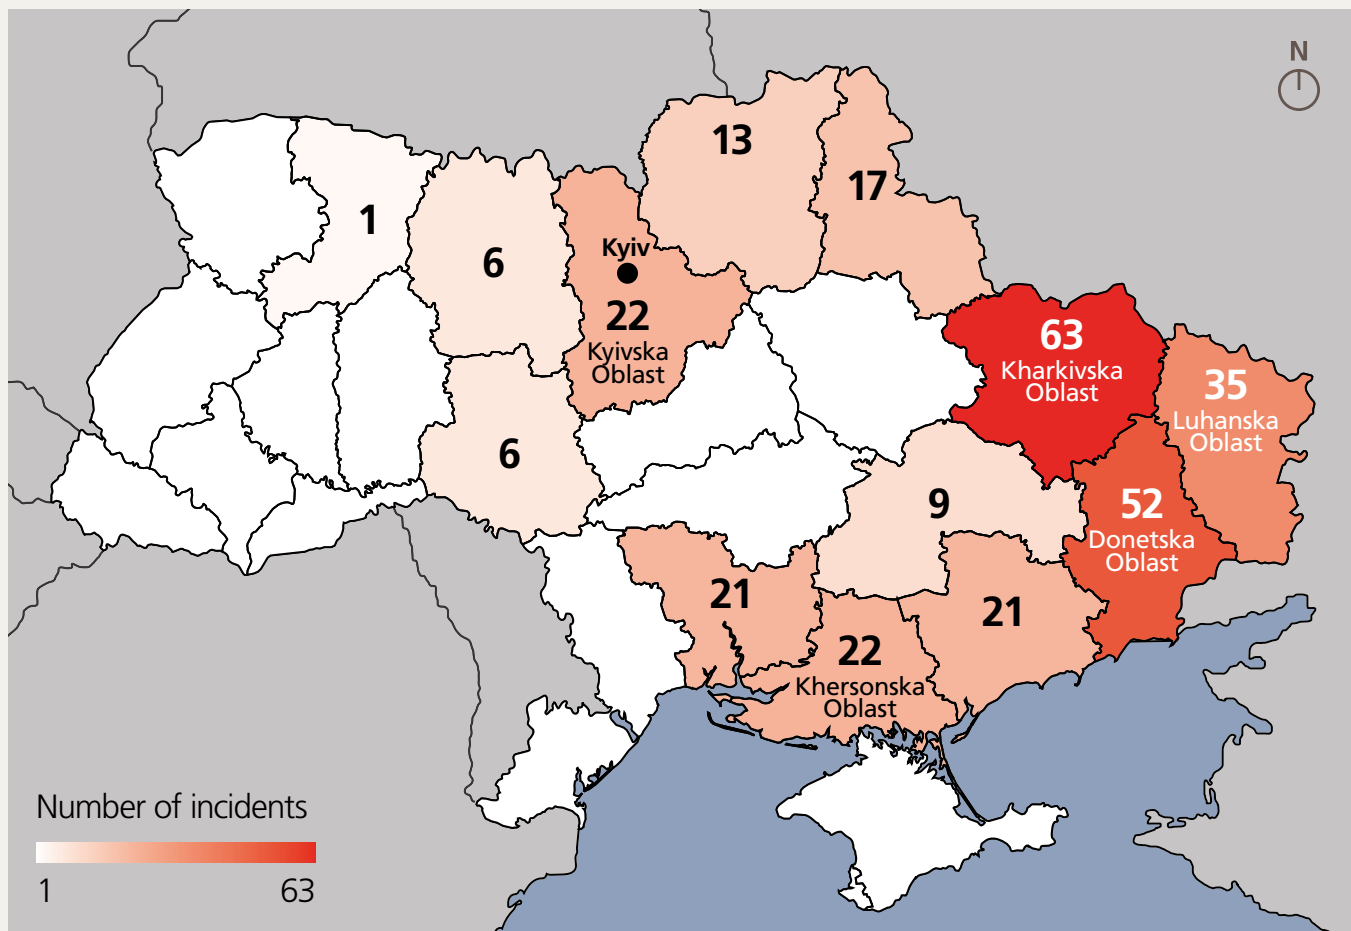 N
13
17
1
6
Kyiv
22
Kyivska
Oblast
63
Kharkivska
Oblast
35
Luhanska
Oblast
6
9
52
Donetska
Oblast
21
21
22
Khersonska
Oblast
Number of incidents
1
63